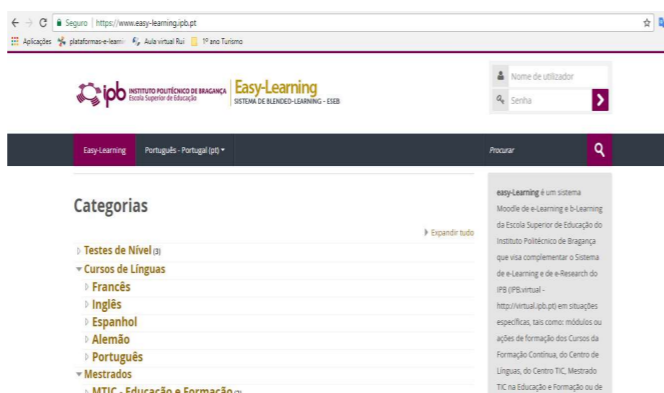 Seguro | https://www.easy-learning.ipb.pt
Aplicações plataformas-e-learni Aula virtual Rui 1º ano Turismo
ipb INSTITUTO POLITÉCNICO DE BRAGANÇA
Escola Superior de Educação
Easy-Learning
SISTEMA DE BLENDED-LEARNING - ESEB
Nome de utilizador
Senha
Easy-Learning Português - Portugal (pt) Procurar
Categorias
Expandir tudo
Testes de Nível (3)
Cursos de Línguas
Francês
Inglês
Espanhol
Alemão
Português
Mestrados
MTIC - Educação e Formação
easy-Learning é um sistema
Moodle de e-Learning e b-Learning
da Escola Superior de Educação do
Instituto Politécnico de Bragança
que visa complementar o Sistema
de e-Learning e de e-Research do
IPB (IPB.virtual -
http://virtual.ipb.pt) em situações
específicas, tais como: módulos ou
ações de formação dos Cursos da
Formação Contínua, do Centro de
Línguas, do Centro TIC, Mestrado
TIC na Educação e Formação ou de